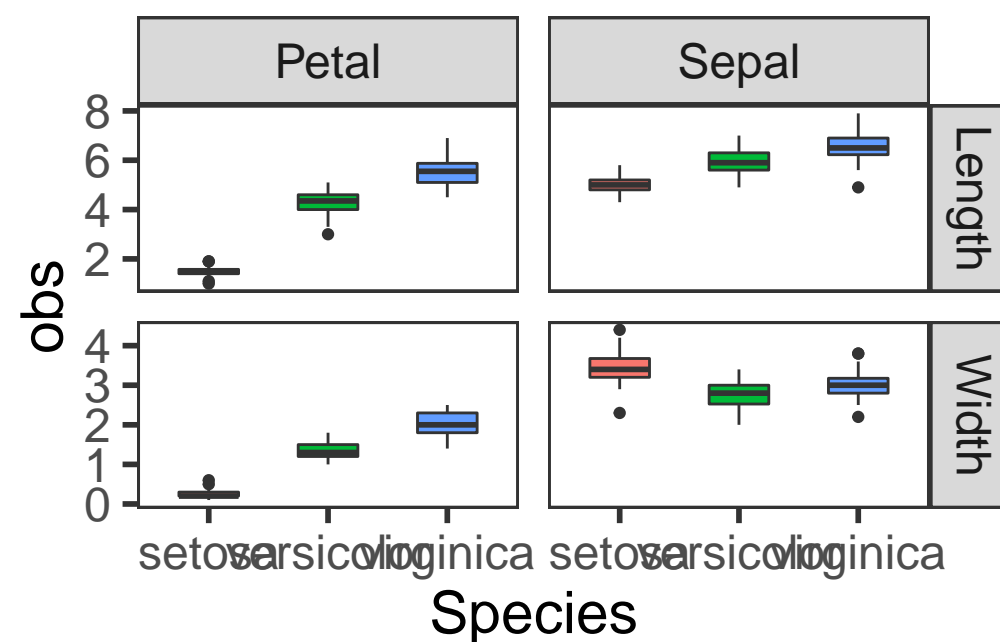 Petal Sepal
8
6
4
2
Length
obs
4
3
2
1
0
Width
setosa versicolor virginica setosa versicolor virginica
Species